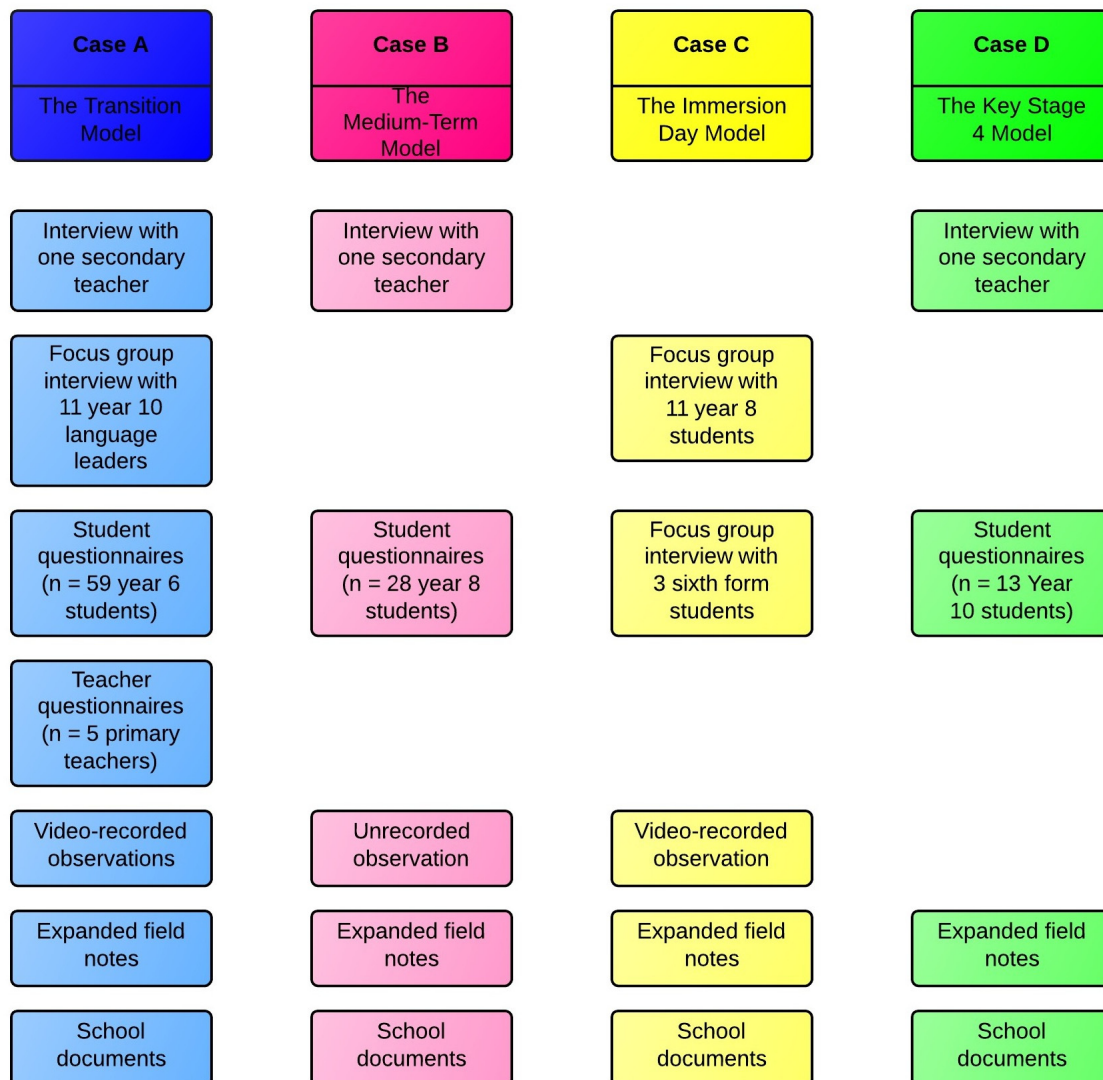 Case A
The Transition
Model
Interview with
one secondary
teacher
Focus group
interview with
11 year 10
language
leaders
Student
questionnaires
(n = 59 year 6
students)
Teacher
questionnaires
(n = 5 primary
teachers)
Video-recorded
observations
Expanded field
notes
School
documents
Case B
The
Medium-Term
Model
Interview with
one secondary
teacher
Student
questionnaires
(n = 28 year 8
students)
Unrecorded
observation
Expanded field
notes
School
documents
Case C
The Immersion
Day Model
Focus group
interview with
11 year 8
students
Focus group
interview with
3 sixth form
students
Video-recorded
observation
Expanded field
notes
School
documents
Case D
The Key Stage
4 Model
Interview with
one secondary
teacher
Student
questionnaires
(n = 13 Year
10 students)
Expanded field
notes
School
documents